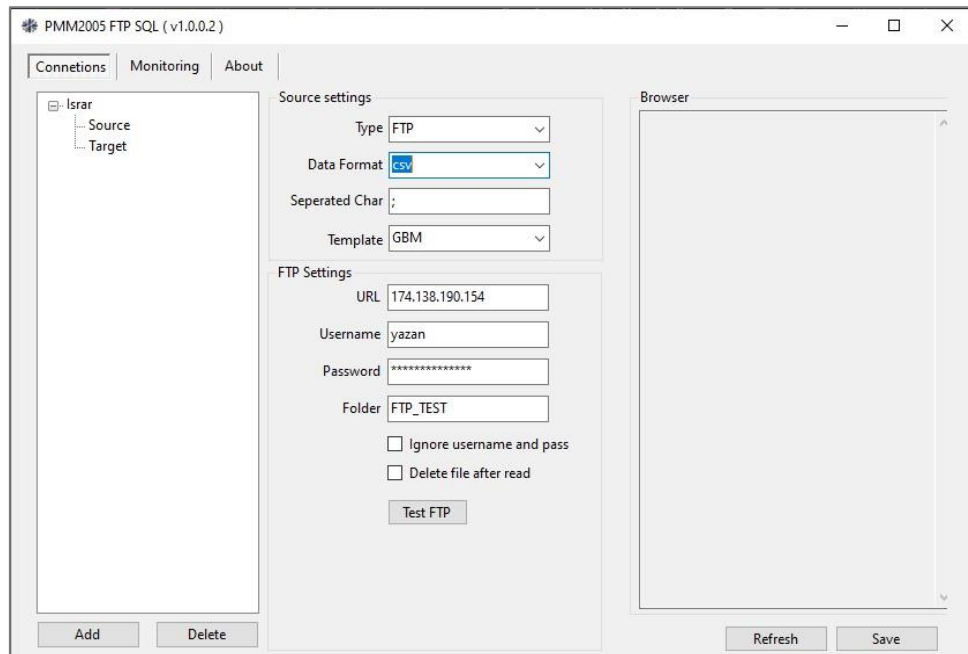 PMM2005 FTP SQL ( v1.0.0.2 )
Connetions Monitoring About
Israr
Source
Target
Source settings
Type FTP
Data Format csv
Seperated Char ;
Template GBM
FTP Settings
URL 174.138.190.154
Username yazan
Password **************
Folder FTP_TEST
Ignore username and pass
Delete file after read
Test FTP
Browser
Add Delete
Refresh Save